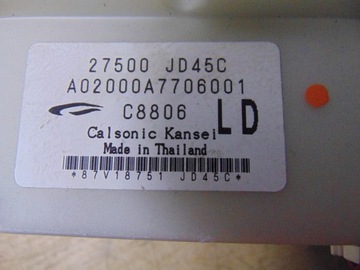 27500 JD45C
A02000A7706001
C8806 LD
Calsonic Kansei
Made in Thailand
*87V18751 JD45C*